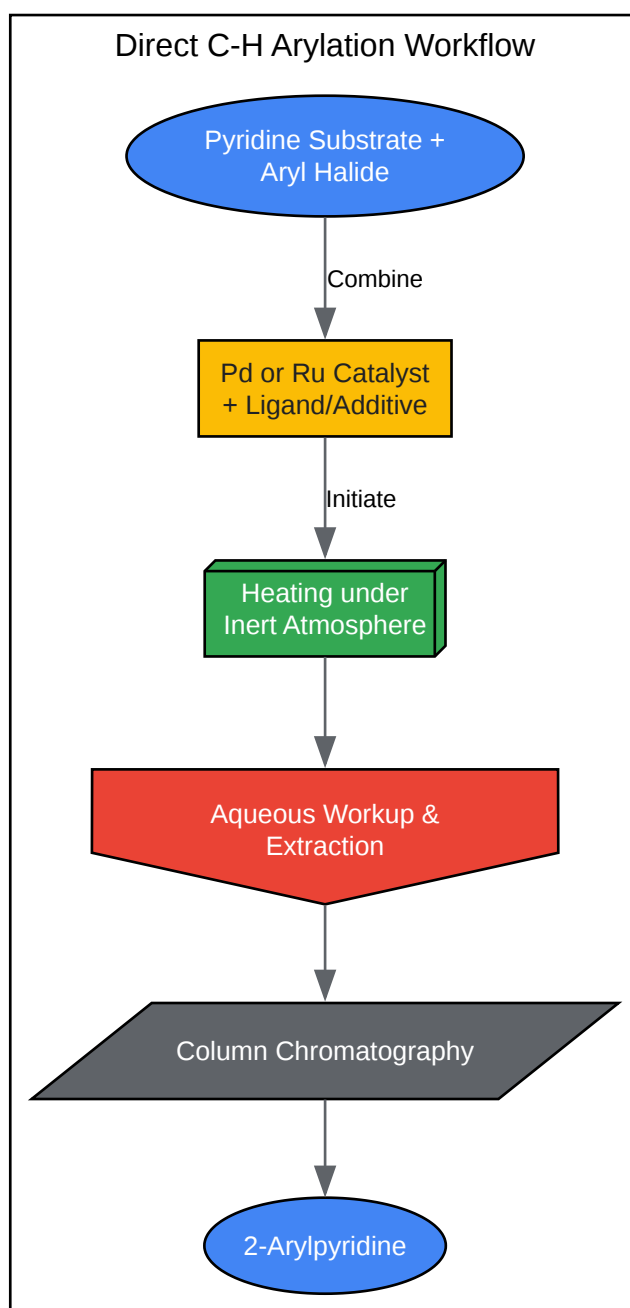 Direct C-H Arylation Workflow
Pyridine Substrate +
Aryl Halide
Combine
Pd or Ru Catalyst
+ Ligand/Additive
Initiate
Heating under
Inert Atmosphere
Aqueous Workup &
Extraction
Column Chromatography
2-Arylpyridine